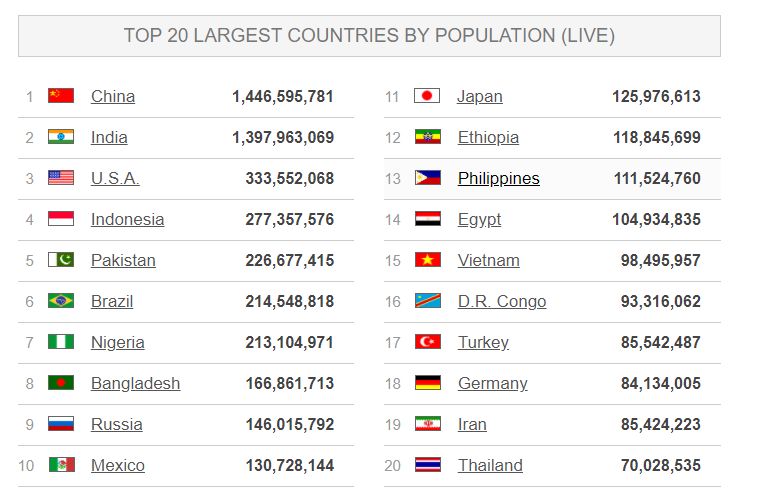 TOP 20 LARGEST COUNTRIES BY POPULATION (LIVE)
1 China 1,446,595,781
2 India 1,397,963,069
3 U.S.A. 333,552,068
4 Indonesia 277,357,576
5 Pakistan 226,677,415
6 Brazil 214,548,818
7 Nigeria 213,104,971
8 Bangladesh 166,861,713
9 Russia 146,015,792
10 Mexico 130,728,144
11 Japan 125,976,613
12 Ethiopia 118,845,699
13 Philippines 111,524,760
14 Egypt 104,934,835
15 Vietnam 98,495,957
16 D.R. Congo 93,316,062
17 Turkey 85,542,487
18 Germany 84,134,005
19 Iran 85,424,223
20 Thailand 70,028,535